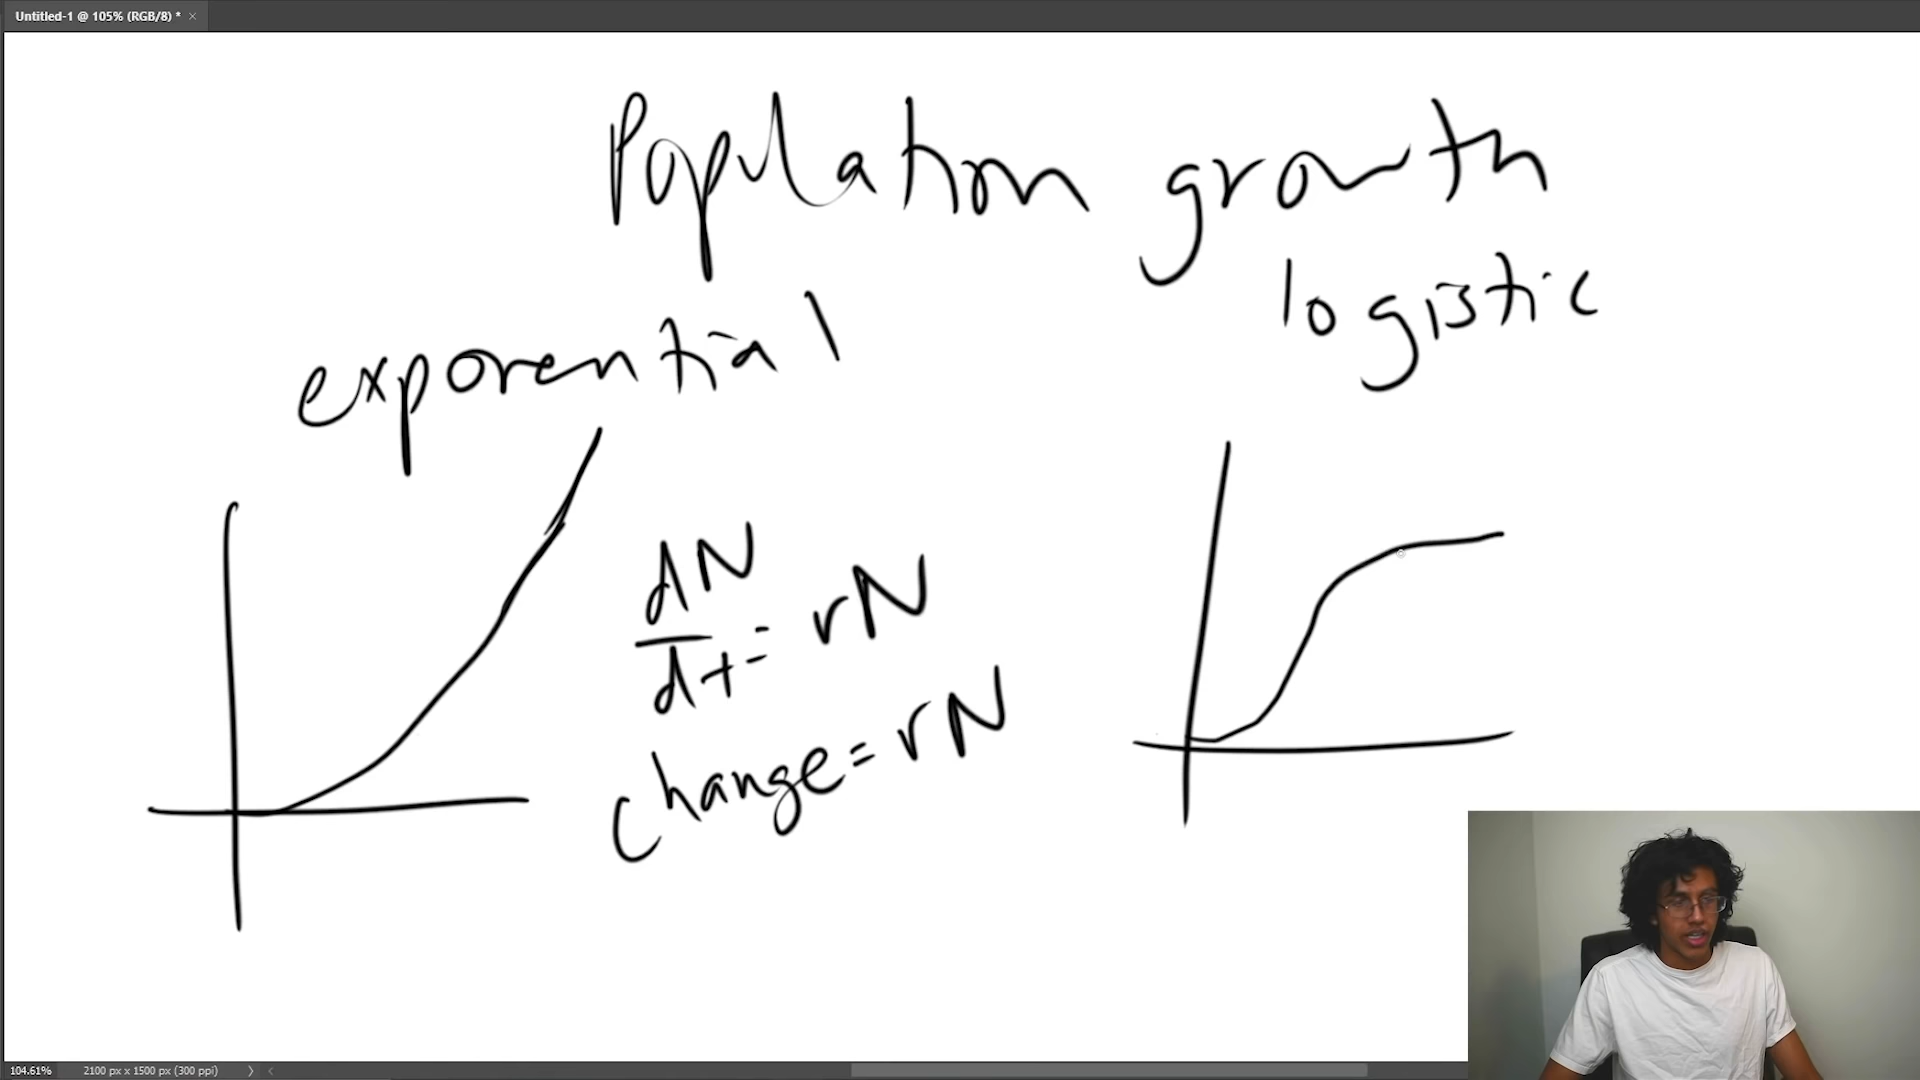 Untitled-1 @ 105% (RGB/8) * ×
Population growth
exponential
logistic
dN/dt = rN
change = rN
104.61% 2100 px x 1500 px (300 ppi)